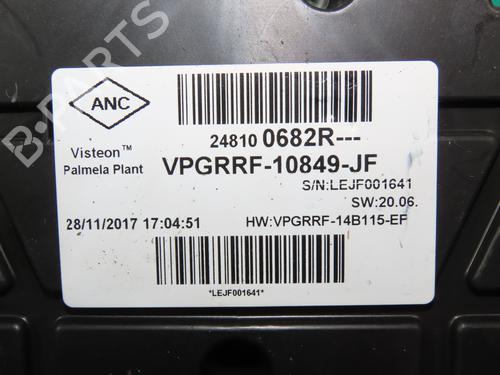 ANC
24810 0682R---
Visteon™
Palmela Plant
VPGRRF-10849-JF
S/N:LEJF001641
SW:20.06.
28/11/2017 17:04:51
HW:VPGRRF-14B115-EF
*LEJF001641*
B-PARTS